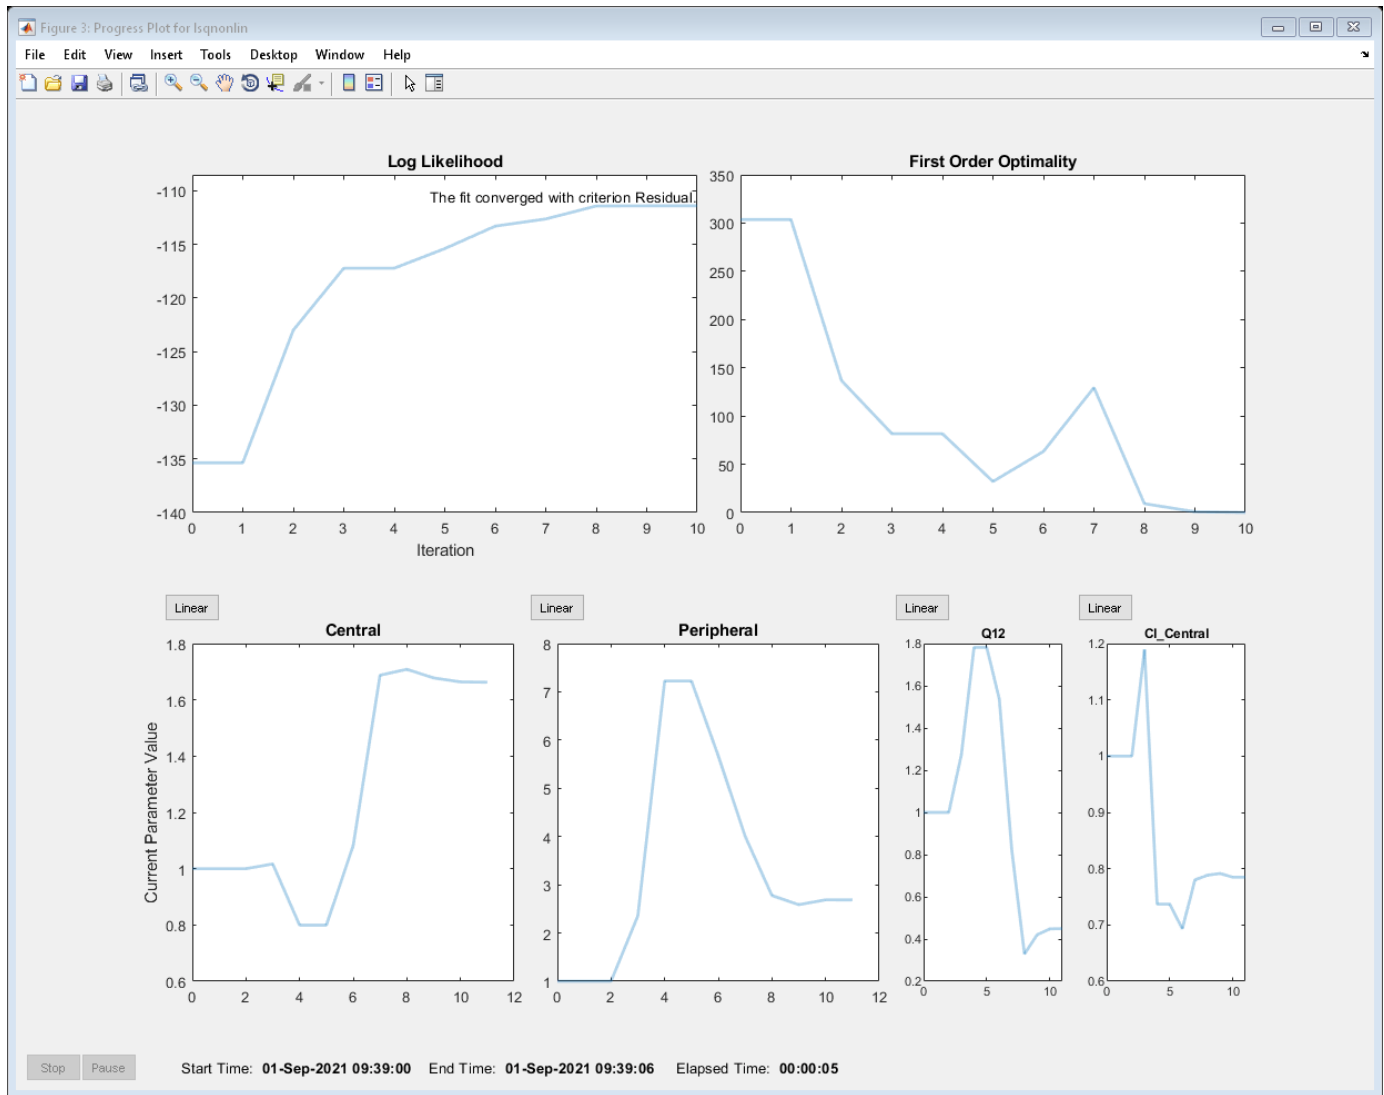 Figure 3: Progress Plot for lsqnonlin
File Edit View Insert Tools Desktop Window Help
Log Likelihood
The fit converged with criterion Residual.
-110
-115
-120
-125
-130
-135
-140
0 1 2 3 4 5 6 7 8 9 10
Iteration
First Order Optimality
350
300
250
200
150
100
50
0
0 1 2 3 4 5 6 7 8 9 10
Linear
Central
Current Parameter Value
1.8
1.6
1.4
1.2
1
0.8
0.6
0 2 4 6 8 10 12
Linear
Peripheral
8
7
6
5
4
3
2
1
0 2 4 6 8 10 12
Linear
Q12
1.8
1.6
1.4
1.2
1
0.8
0.6
0.4
0.2
0 5 10
Linear
Cl_Central
1.2
1.1
1
0.9
0.8
0.7
0.6
0 5 10
Stop Pause Start Time: 01-Sep-2021 09:39:00 End Time: 01-Sep-2021 09:39:06 Elapsed Time: 00:00:05